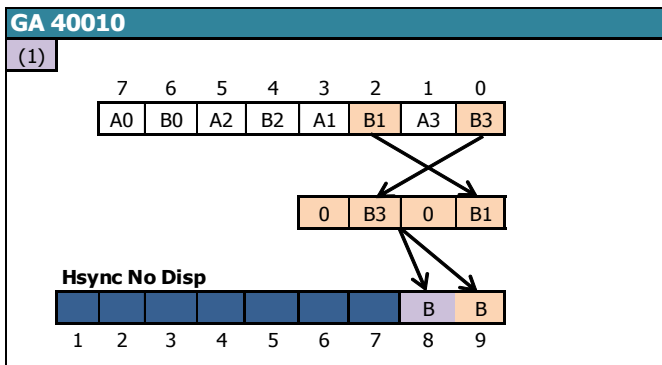 GA 40010
(1)
7 6 5 4 3 2 1 0
A0 B0 A2 B2 A1 B1 A3 B3
0 B3 0 B1
Hsync No Disp
B B
1 2 3 4 5 6 7 8 9